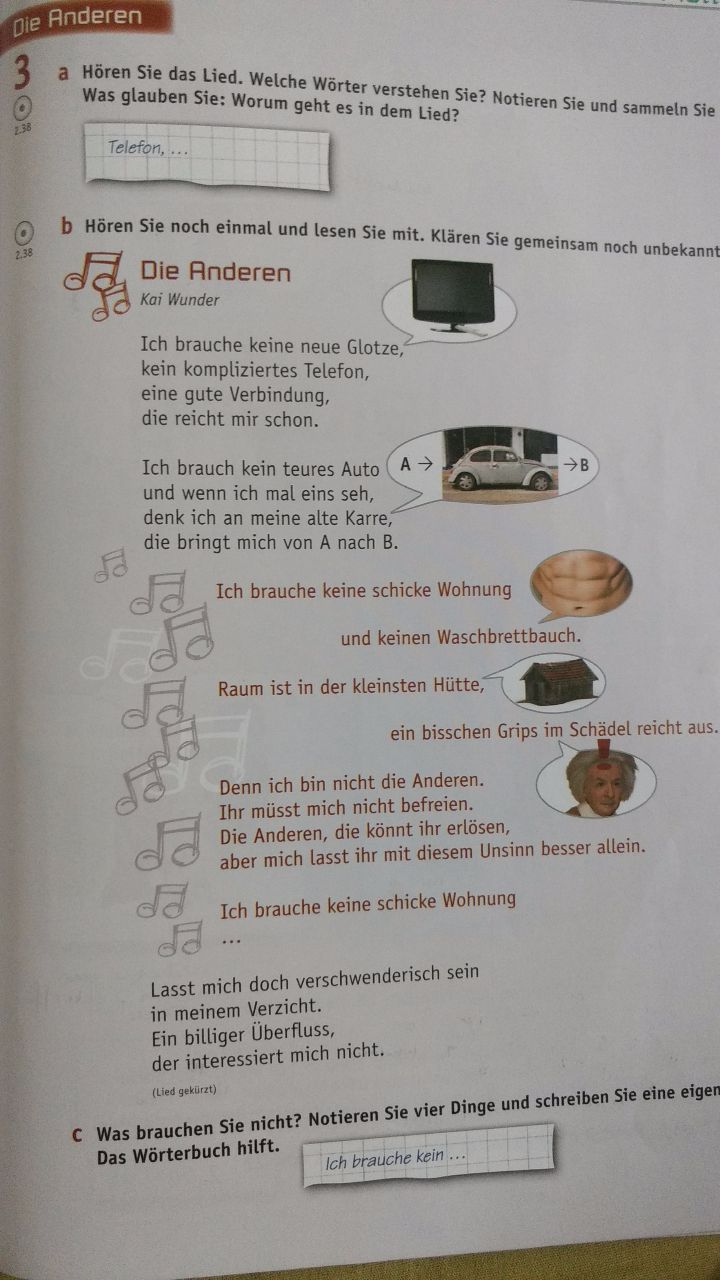 Die Anderen
3
a Hören Sie das Lied. Welche Wörter verstehen Sie? Notieren Sie und sammeln Sie
Was glauben Sie: Worum geht es in dem Lied?
2.38
Telefon, ...
b Hören Sie noch einmal und lesen Sie mit. Klären Sie gemeinsam noch unbekannt
2.38
Die Anderen
Kai Wunder
Ich brauche keine neue Glotze,
kein kompliziertes Telefon,
eine gute Verbindung,
die reicht mir schon.
Ich brauch kein teures Auto
A → → B
und wenn ich mal eins seh,
denk ich an meine alte Karre,
die bringt mich von A nach B.
Ich brauche keine schicke Wohnung
und keinen Waschbrettbauch.
Raum ist in der kleinsten Hütte,
ein bisschen Grips im Schädel reicht aus.
Denn ich bin nicht die Anderen.
Ihr müsst mich nicht befreien.
Die Anderen, die könnt ihr erlösen,
aber mich lasst ihr mit diesem Unsinn besser allein.
Ich brauche keine schicke Wohnung
...
Lasst mich doch verschwenderisch sein
in meinem Verzicht.
Ein billiger Überfluss,
der interessiert mich nicht.
(Lied gekürzt)
c Was brauchen Sie nicht? Notieren Sie vier Dinge und schreiben Sie eine eigen
Das Wörterbuch hilft.
Ich brauche kein ...